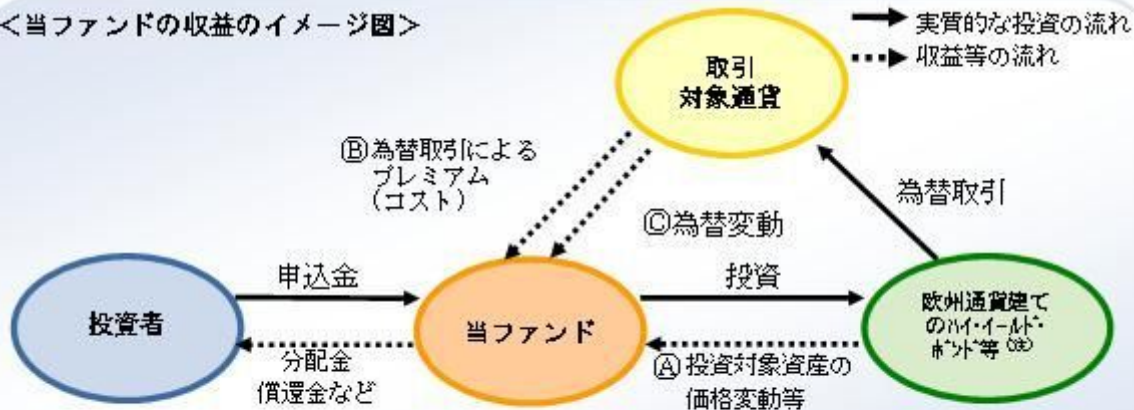 ＜当ファンドの収益のイメージ図＞
実質的な投資の流れ
収益等の流れ
取引
対象通貨
Ⓑ為替取引による
プレミアム
（コスト）
為替取引
Ⓒ為替変動
申込金
投資
投資者
当ファンド
欧州通貨建て
のハイ・イールド・
ボンド等（注）
分配金
償還金など
Ⓐ投資対象資産の
価格変動等